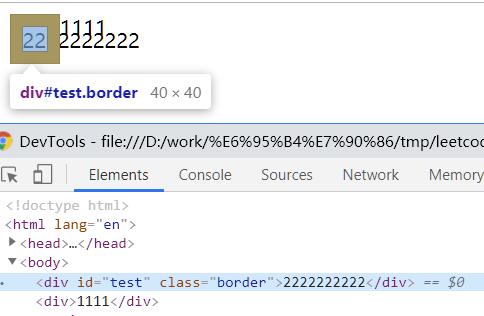 1111
22 22222222
div#test.border 40 × 40
DevTools - file:///D:/work/%E6%95%B4%E7%90%86/tmp/leetcod
Elements Console Sources Network Memory
<!doctype html>
<html lang="en">
<head>…</head>
<body>
<div id="test" class="border">2222222222</div> == $0
<div>1111</div>